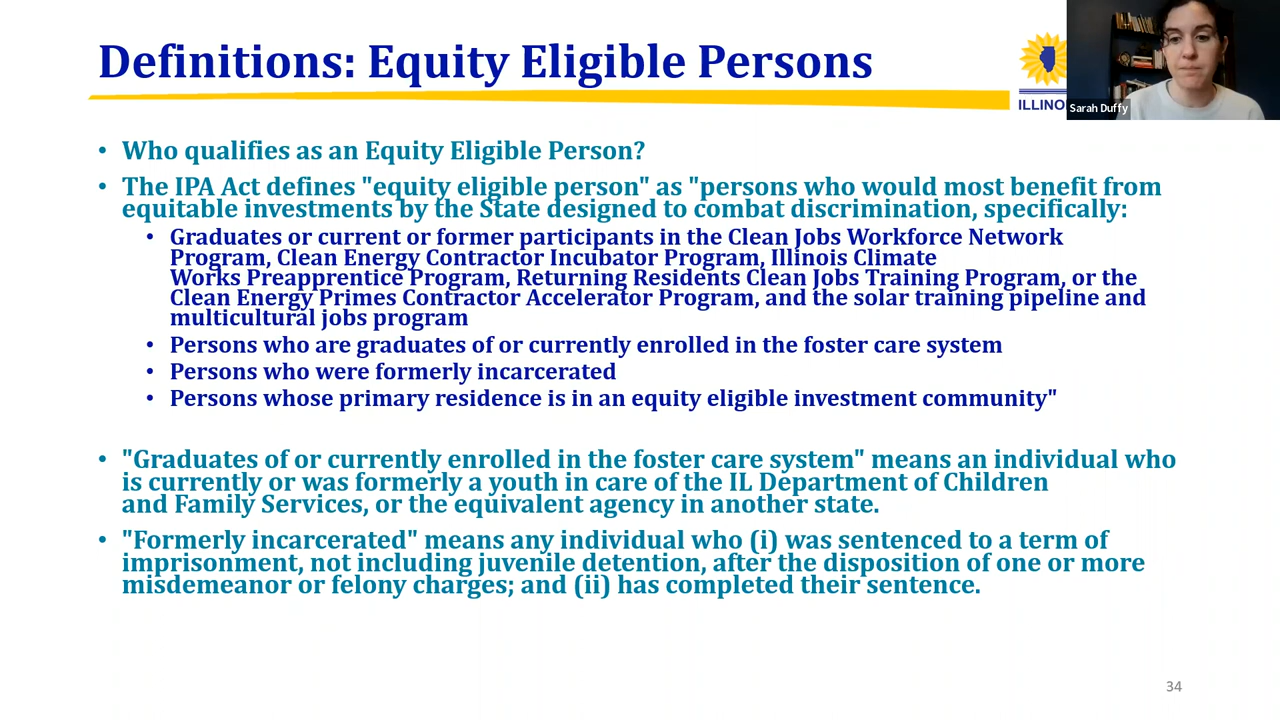 Definitions: Equity Eligible Persons
ILLINO
Sarah Duffy
• Who qualifies as an Equity Eligible Person?
• The IPA Act defines "equity eligible person" as "persons who would most benefit from
equitable investments by the State designed to combat discrimination, specifically:
• Graduates or current or former participants in the Clean Jobs Workforce Network
Program, Clean Energy Contractor Incubator Program, Illinois Climate
Works Preapprentice Program, Returning Residents Clean Jobs Training Program, or the
Clean Energy Primes Contractor Accelerator Program, and the solar training pipeline and
multicultural jobs program
• Persons who are graduates of or currently enrolled in the foster care system
• Persons who were formerly incarcerated
• Persons whose primary residence is in an equity eligible investment community"
• "Graduates of or currently enrolled in the foster care system" means an individual who
is currently or was formerly a youth in care of the IL Department of Children
and Family Services, or the equivalent agency in another state.
• "Formerly incarcerated" means any individual who (i) was sentenced to a term of
imprisonment, not including juvenile detention, after the disposition of one or more
misdemeanor or felony charges; and (ii) has completed their sentence.
34